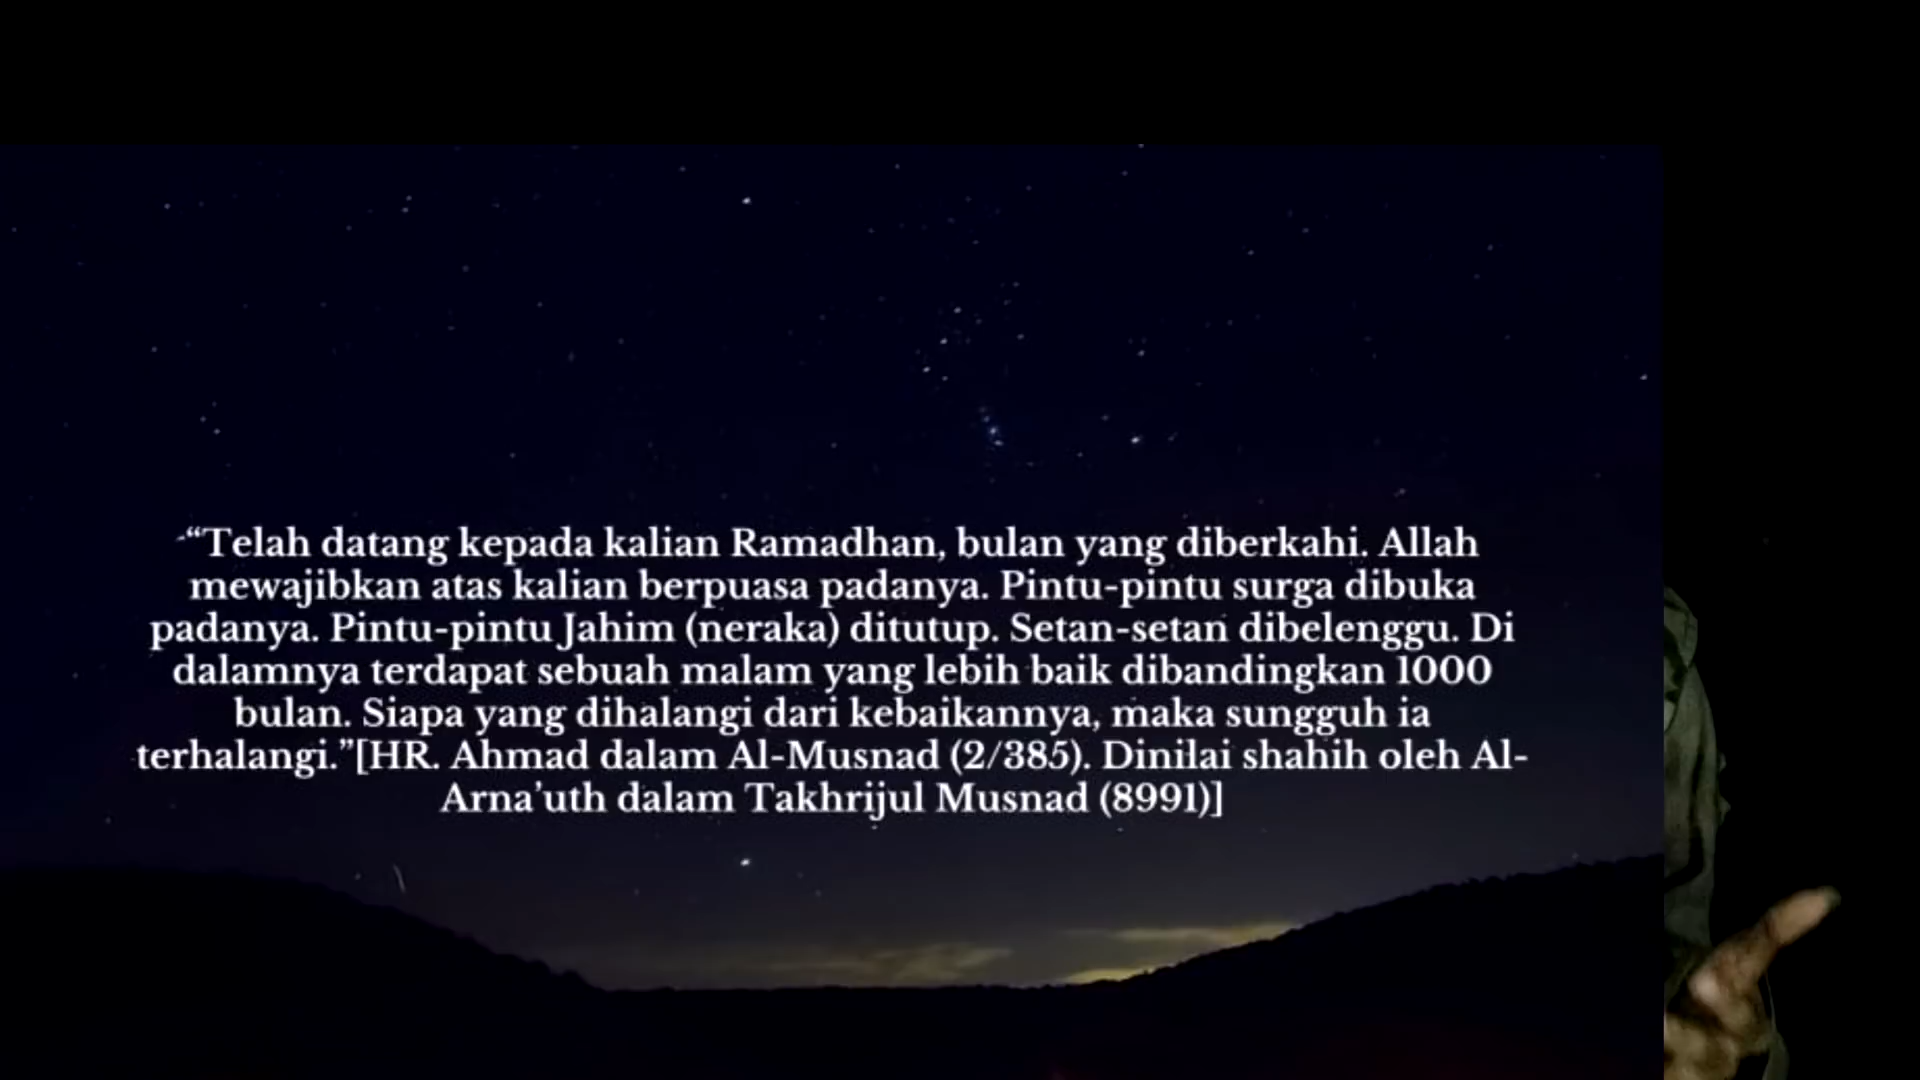 “Telah datang kepada kalian Ramadhan, bulan yang diberkahi. Allah
mewajibkan atas kalian berpuasa padanya. Pintu-pintu surga dibuka
padanya. Pintu-pintu Jahim (neraka) ditutup. Setan-setan dibelenggu. Di
dalamnya terdapat sebuah malam yang lebih baik dibandingkan 1000
bulan. Siapa yang dihalangi dari kebaikannya, maka sungguh ia
terhalangi.”[HR. Ahmad dalam Al-Musnad (2/385). Dinilai shahih oleh Al-
Arna’uth dalam Takhrijul Musnad (8991)]